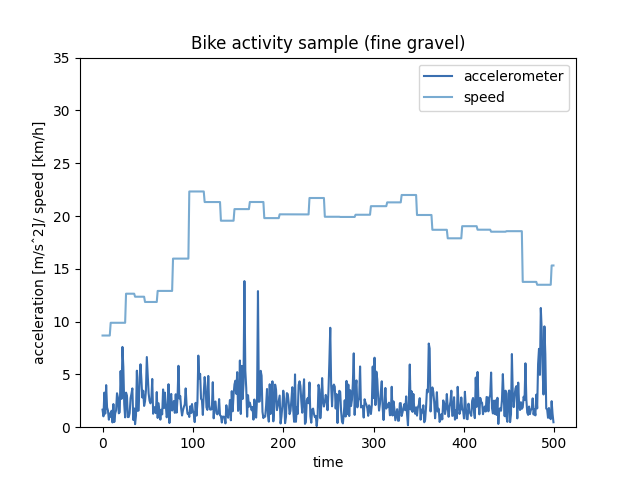 Bike activity sample (fine gravel)
accelerometer
speed
35
30
25
20
15
10
5
0
acceleration [m/sˆ2]/ speed [km/h]
0
100
200
300
400
500
time